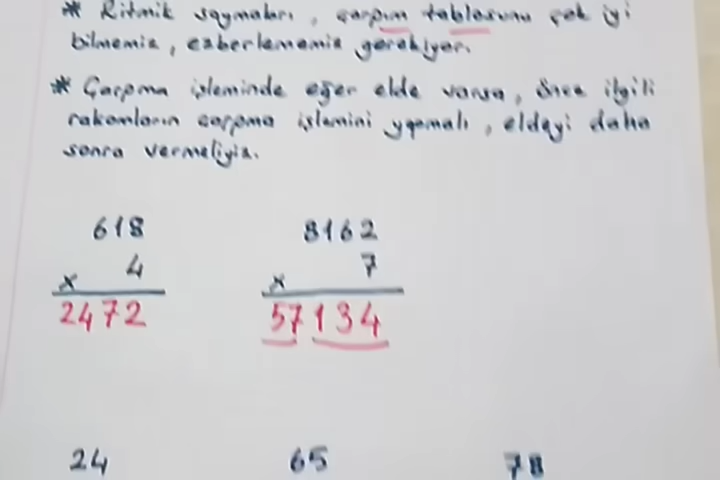 * Ritmik saymaları, çarpım tablosunu çok iyi
bilmemiz, ezberlememiz gerekiyor.
* Çarpma işleminde eğer elde varsa, önce ilgili
rakamların çarpma işlemini yapmalı, eldeyi daha
sonra vermeliyiz.
618 8162
x 4 x 7
2472 57134
24 65 78